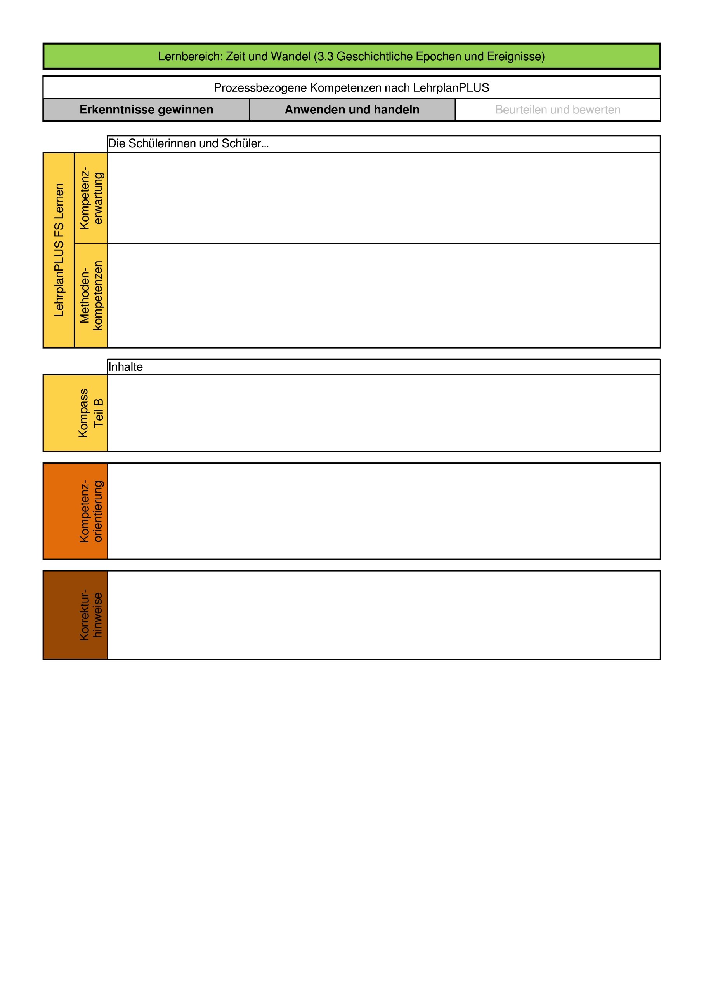 Lernbereich: Zeit und Wandel (3.3 Geschichtliche Epochen und Ereignisse)
Prozessbezogene Kompetenzen nach LehrplanPLUS
Erkenntnisse gewinnen
Anwenden und handeln
Beurteilen und bewerten
Die Schülerinnen und Schüler...
LehrplanPLUS FS Lernen
Kompetenz-
erwartung
Methoden-
kompetenzen
Inhalte
Kompass
Teil B
Kompetenz-
orientierung
Korrektur-
hinweise